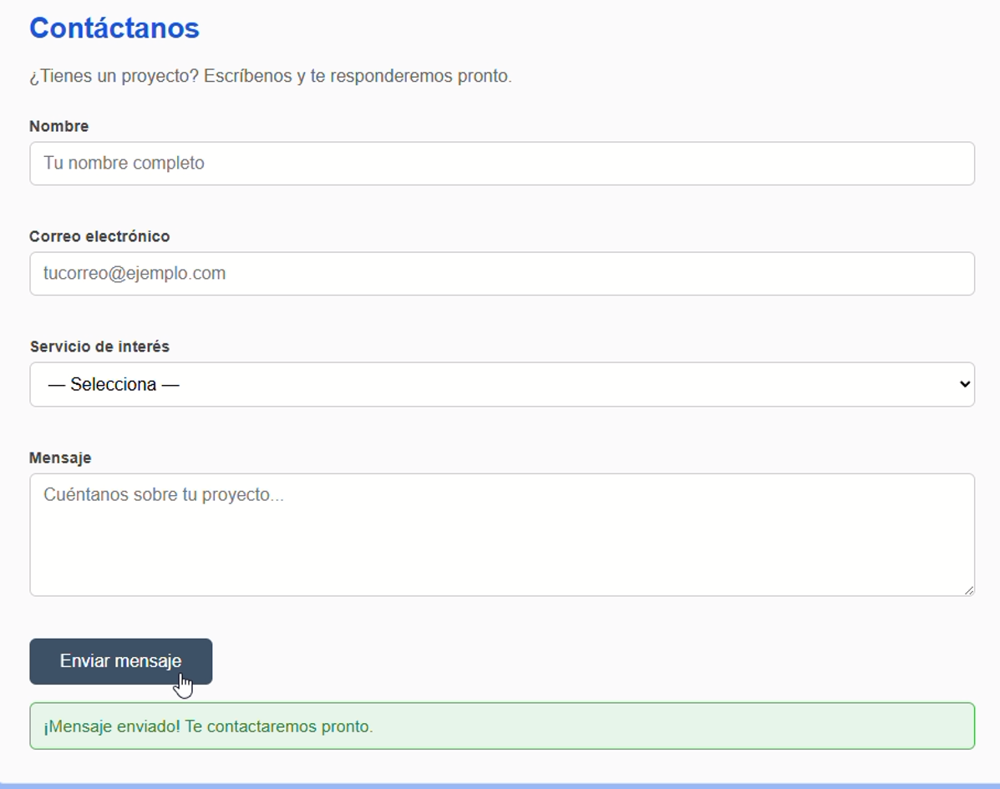 Contáctanos
¿Tienes un proyecto? Escríbenos y te responderemos pronto.
Nombre
Tu nombre completo
Correo electrónico
tucorreo@ejemplo.com
Servicio de interés
— Selecciona —
Mensaje
Cuéntanos sobre tu proyecto...
Enviar mensaje
¡Mensaje enviado! Te contactaremos pronto.